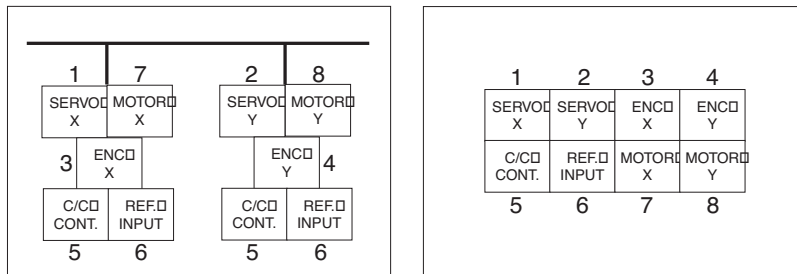 1 7 2 8
SERVO MOTOR SERVO MOTOR
X X Y Y
3 ENC ENC 4
X Y
C/C REF. C/C REF.
CONT. INPUT CONT. INPUT
5 6 5 6
1 2 3 4
SERVO SERVO ENC ENC
X Y X Y
C/C REF. MOTOR MOTOR
CONT. INPUT X Y
5 6 7 8